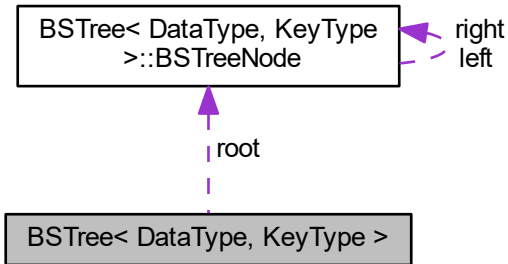 BSTree< DataType, KeyType
>::BSTreeNode
right
left
root
BSTree< DataType, KeyType >